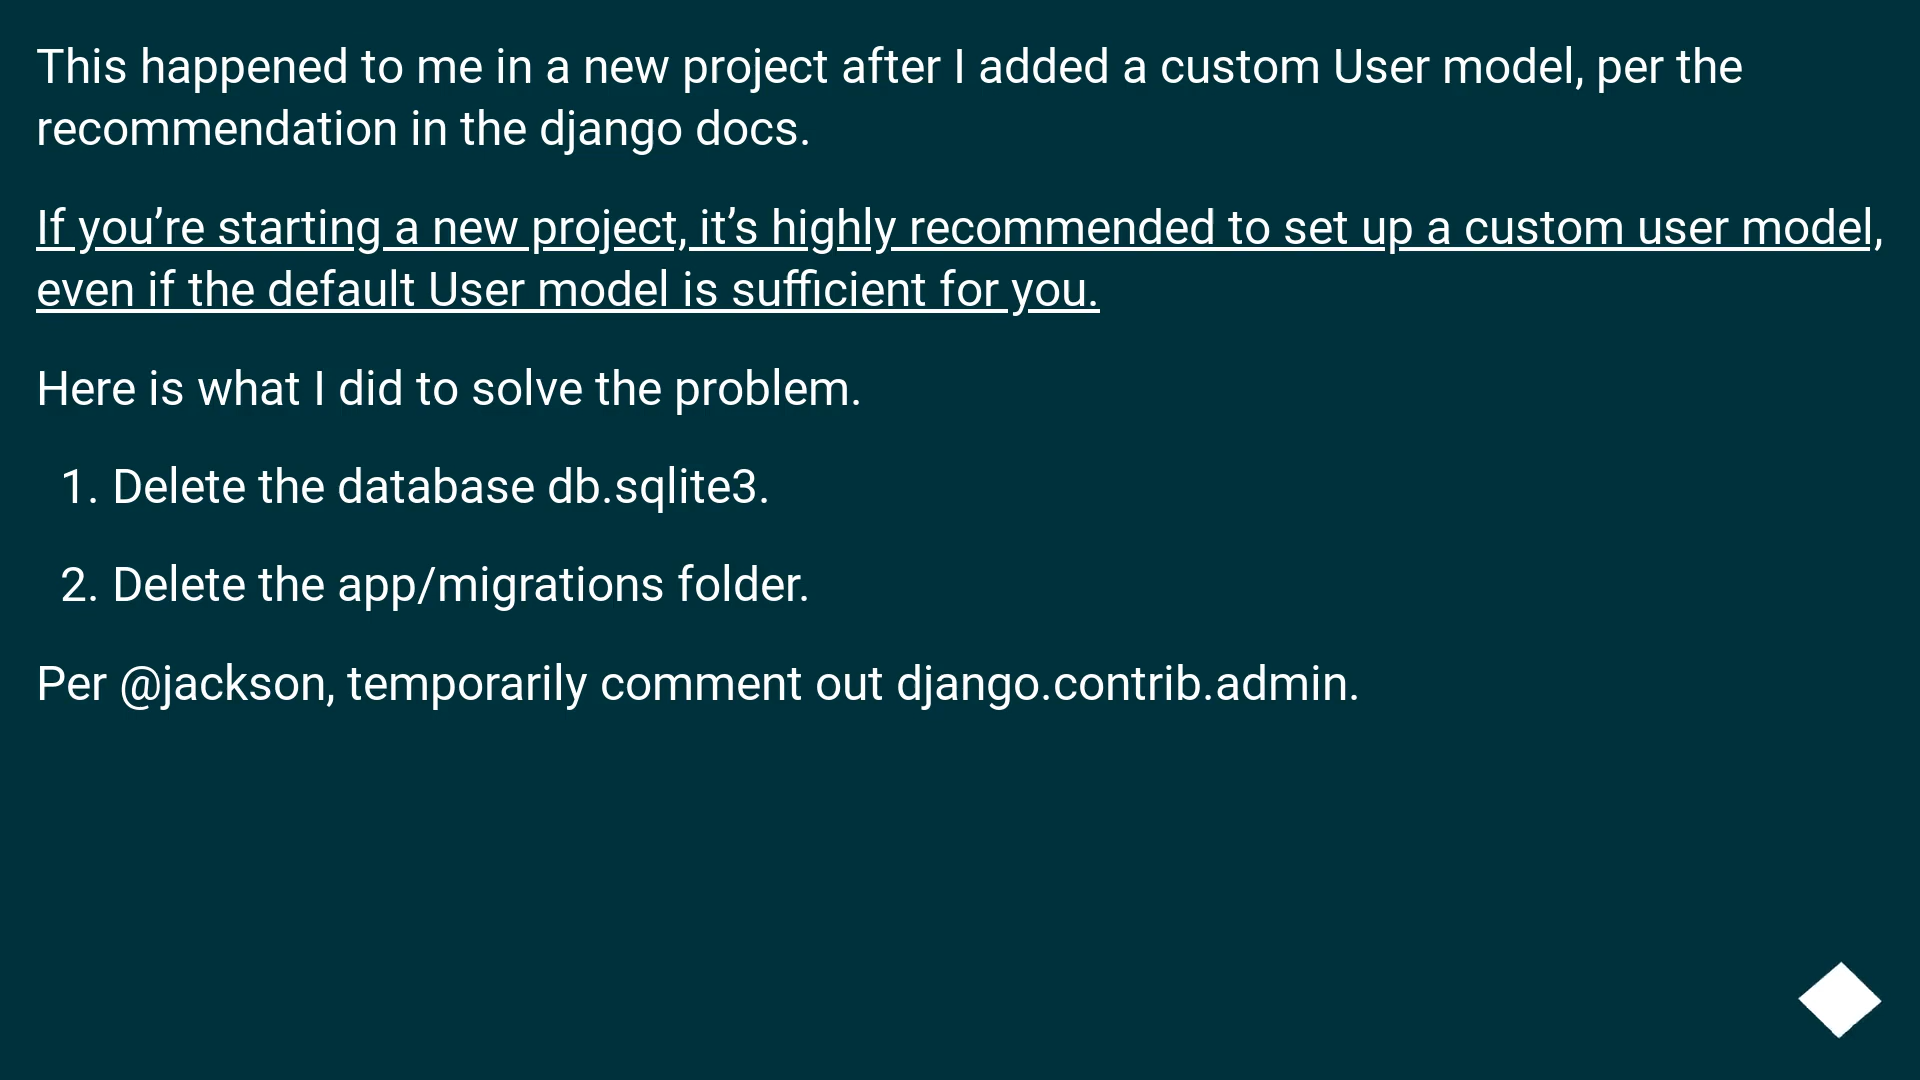 This happened to me in a new project after I added a custom User model, per the
recommendation in the django docs.
If you’re starting a new project, it’s highly recommended to set up a custom user model,
even if the default User model is sufficient for you.
Here is what I did to solve the problem.
1. Delete the database db.sqlite3.
2. Delete the app/migrations folder.
Per @jackson, temporarily comment out django.contrib.admin.